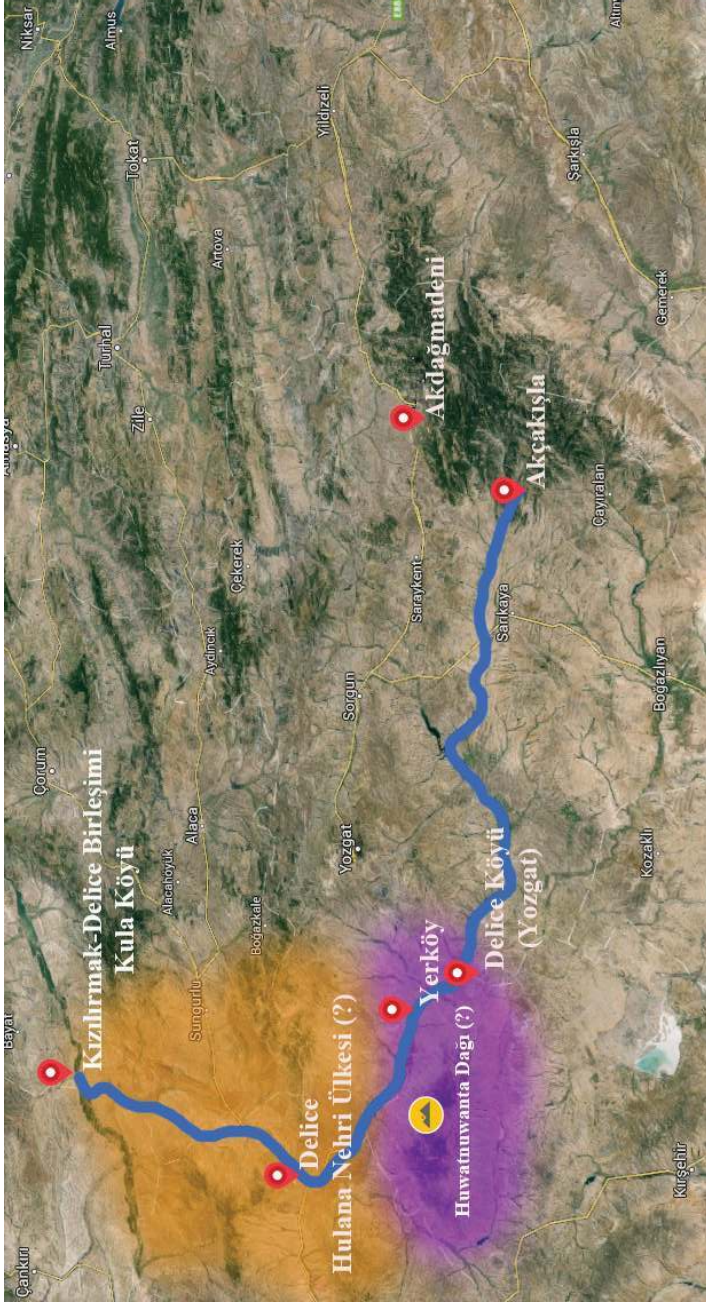 Niksar
Almus
Tokat
Artova
Turhal
Zile
Yıldızeli
Şarkışla
Gemerek
Akdağmadeni
Akçakışla
Çayıralan
Saraykent
Sarıkaya
Boğazlıyan
Sorgun
Yozgat
Çekerek
Aydıncık
Alaca
Alacahöyük
Çorum
Boğazkale
Sungurlu
Bayat
Çankırı
Kızılırmak-Delice Birleşimi
Kula Köyü
Delice
Hulana Nehri Ülkesi (?)
Yerköy
Delice Köyü
(Yozgat)
Huwatnuwanta Dağı (?)
Kozaklı
Kırşehir